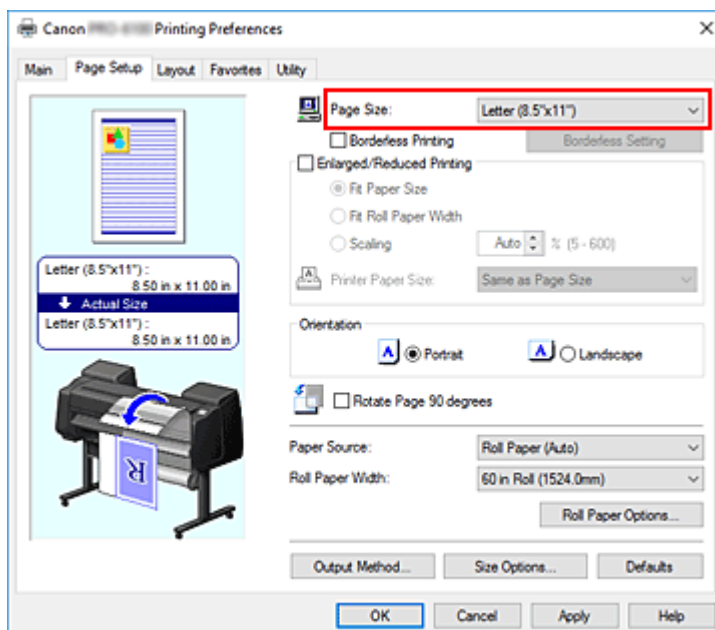 Canon Printing Preferences
Main Page Setup Layout Favorites Utility
Page Size: Letter (8.5"x11")
Borderless Printing Borderless Setting
Enlarged/Reduced Printing
Fit Paper Size
Fit Roll Paper Width
Scaling Auto % (5 - 600)
Printer Paper Size: Same as Page Size
Letter (8.5"x11") :
8.50 in x 11.00 in
Actual Size
Letter (8.5"x11") :
8.50 in x 11.00 in
Orientation
A Portrait A Landscape
Rotate Page 90 degrees
Paper Source: Roll Paper (Auto)
Roll Paper Width: 60 in Roll (1524.0mm)
R
Roll Paper Options...
Output Method... Size Options... Defaults
OK Cancel Apply Help